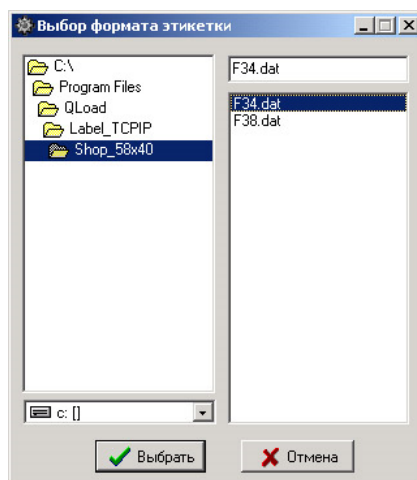 Выбор формата этикетки
C:\
Program Files
QLoad
Label_TCPIP
Shop_58x40
F34.dat
F34.dat
F38.dat
c: []
Выбрать
Отмена